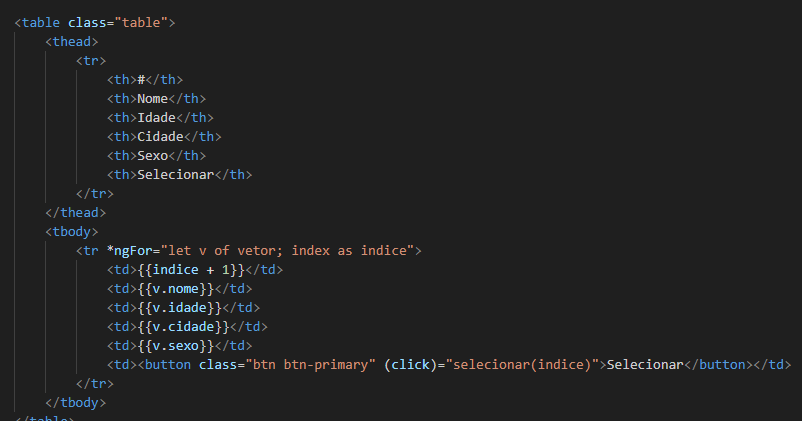 <table class="table">
<thead>
<tr>
<th>#</th>
<th>Nome</th>
<th>Idade</th>
<th>Cidade</th>
<th>Sexo</th>
<th>Selecionar</th>
</tr>
</thead>
<tbody>
<tr *ngFor="let v of vetor; index as indice">
<td>{{indice + 1}}</td>
<td>{{v.nome}}</td>
<td>{{v.idade}}</td>
<td>{{v.cidade}}</td>
<td>{{v.sexo}}</td>
<td><button class="btn btn-primary" (click)="selecionar(indice)">Selecionar</button></td>
</tr>
</tbody>
</table>